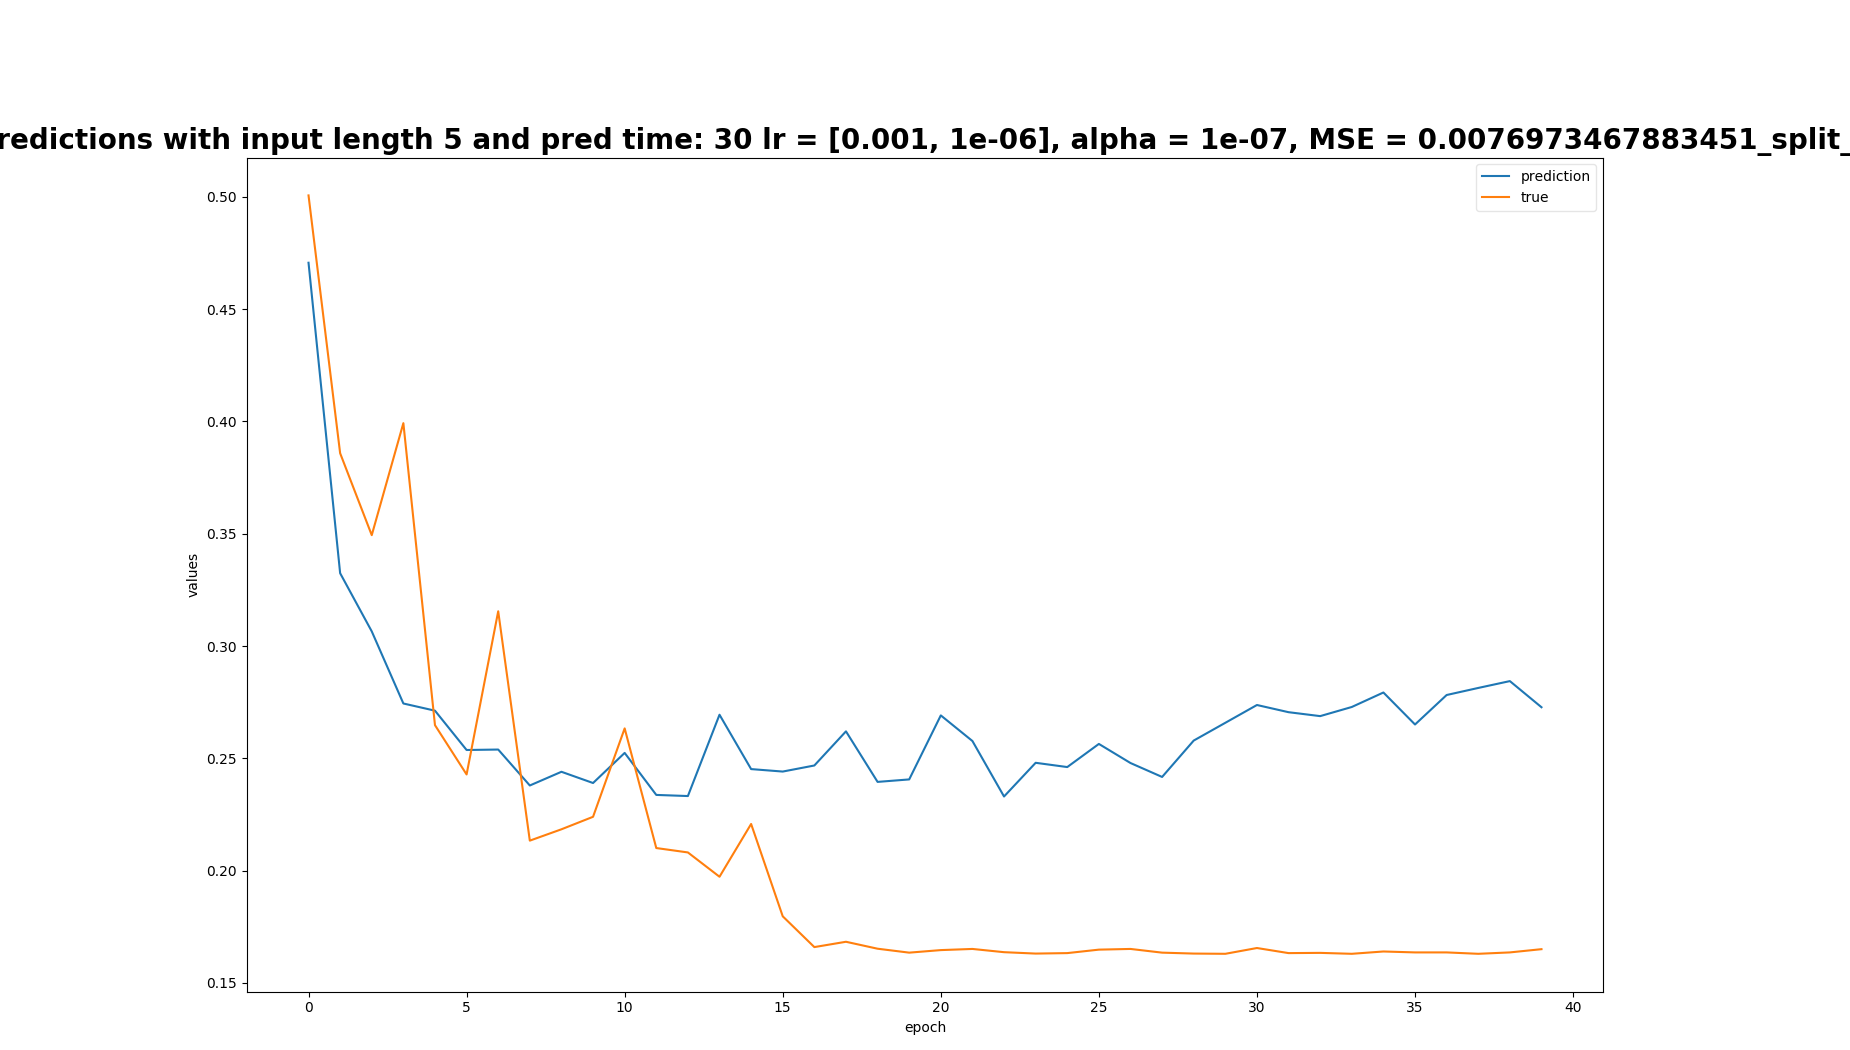 redictions with input length 5 and pred time: 30 lr = [0.001, 1e-06], alpha = 1e-07, MSE = 0.0076973467883451_split_
prediction
true
0.50
0.45
0.40
0.35
0.30
0.25
0.20
0.15
values
0 5 10 15 20 25 30 35 40
epoch